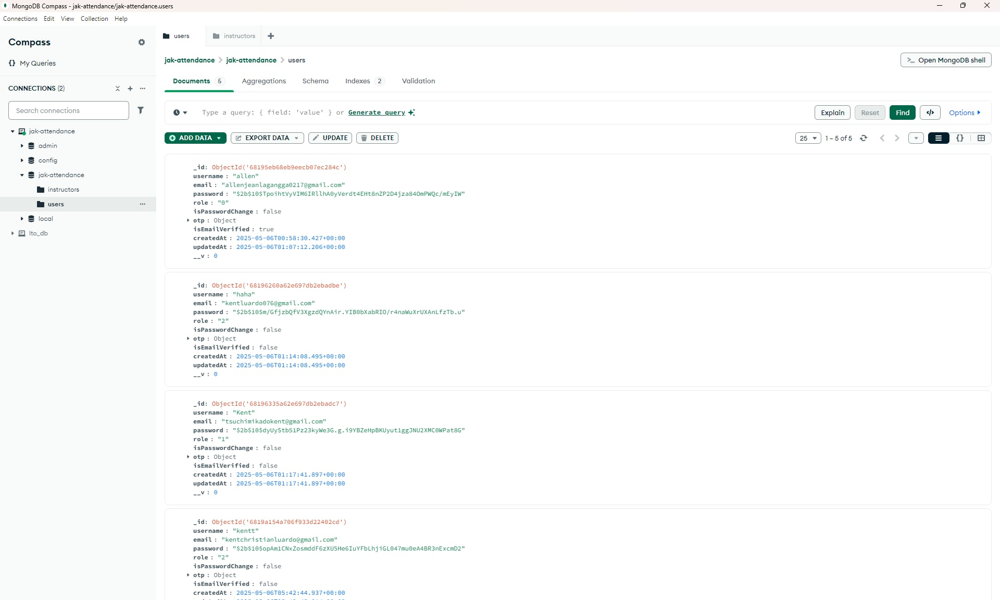 MongoDB Compass - jak-attendance/jak-attendance.users
Connections Edit View Collection Help
Compass
{} My Queries
CONNECTIONS (2)
Search connections
jak-attendance
admin
config
jak-attendance
instructors
users
local
lto_db
users instructors
jak-attendance jak-attendance users
>_ Open MongoDB shell
Documents 5 Aggregations Schema Indexes 2 Validation
Type a query: { field: 'value' } or Generate query
Explain Reset Find </> Options
ADD DATA EXPORT DATA UPDATE DELETE
25 1 – 5 of 5 {}
_id: ObjectId('68195eb68eb9eecb07ec284c')
username : "allen"
email : "allenjeanlagangga0217@gmail.com"
password : "$2b$10$TpoihtVyVIM6IRllhA0yVerdt4EHt8nZP2D4jza84OmPWQc/mEyIW"
role : "0"
isPasswordChange : false
otp : Object
isEmailVerified : true
createdAt : 2025-05-06T00:58:30.427+00:00
updatedAt : 2025-05-06T01:07:12.206+00:00
__v : 0
_id: ObjectId('68196260a62e697db2ebadbe')
username : "haha"
email : "kentluardo076@gmail.com"
password : "$2b$10$m/GfjzbQfV3XgzdQYnAir.YIB0bXabRIO/r4naWuXrUXAnLfzTb.u"
role : "2"
isPasswordChange : false
otp : Object
isEmailVerified : false
createdAt : 2025-05-06T01:14:08.495+00:00
updatedAt : 2025-05-06T01:14:08.495+00:00
__v : 0
_id: ObjectId('68196335a62e697db2ebadc7')
username : "Kent"
email : "tsuchimikadokent@gmail.com"
password : "$2b$10$dyUyStb51Pz23kyWe3G.g.i9YBZeHpBKUyut1ggJNU2XMC0WPat8G"
role : "1"
isPasswordChange : false
otp : Object
isEmailVerified : false
createdAt : 2025-05-06T01:17:41.897+00:00
updatedAt : 2025-05-06T01:17:41.897+00:00
__v : 0
_id: ObjectId('6819a154a706f933d22402cd')
username : "kentt"
email : "kentchristianluardo@gmail.com"
password : "$2b$10$opAm1CNxZosmddF6zXU5He6IuYFbLhjiGL047mu0eA4BR3nExcmD2"
role : "2"
isPasswordChange : false
otp : Object
isEmailVerified : false
createdAt : 2025-05-06T05:42:44.937+00:00